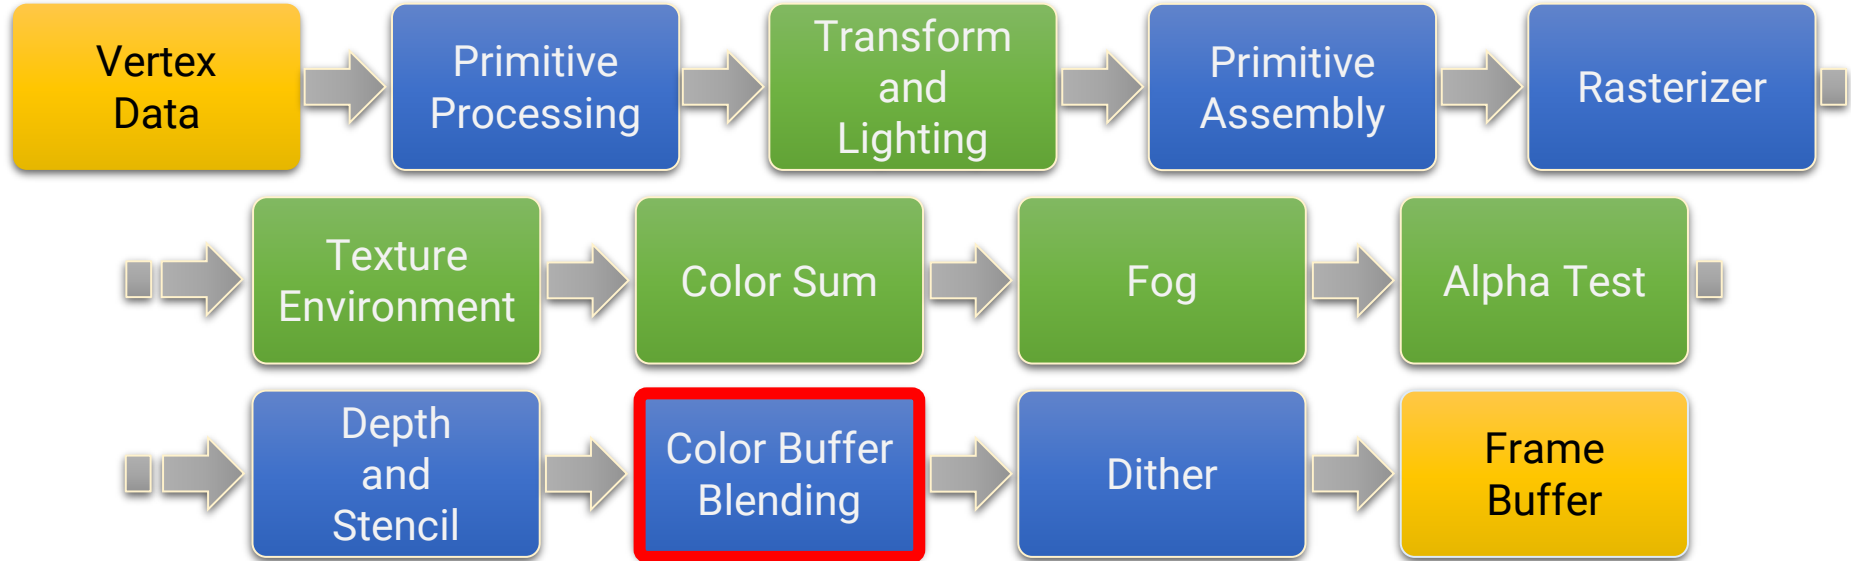 Vertex
Data
Primitive
Processing
Transform
and
Lighting
Primitive
Assembly
Rasterizer
Texture
Environment
Color Sum
Fog
Alpha Test
Depth
and
Stencil
Color Buffer
Blending
Dither
Frame
Buffer